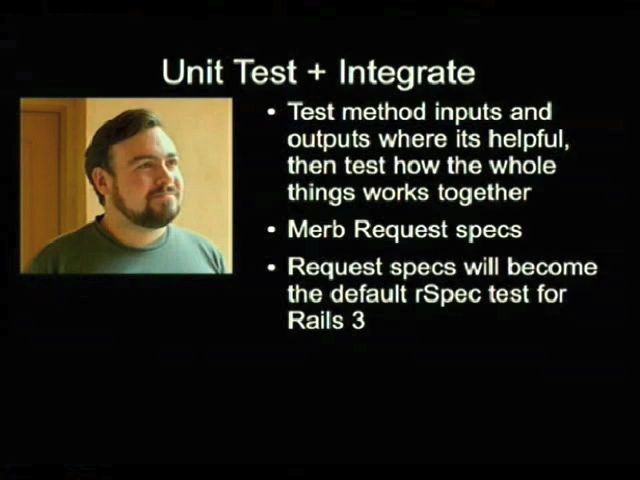 Unit Test + Integrate
• Test method inputs and
outputs where its helpful,
then test how the whole
things works together
• Merb Request specs
• Request specs will become
the default rSpec test for
Rails 3